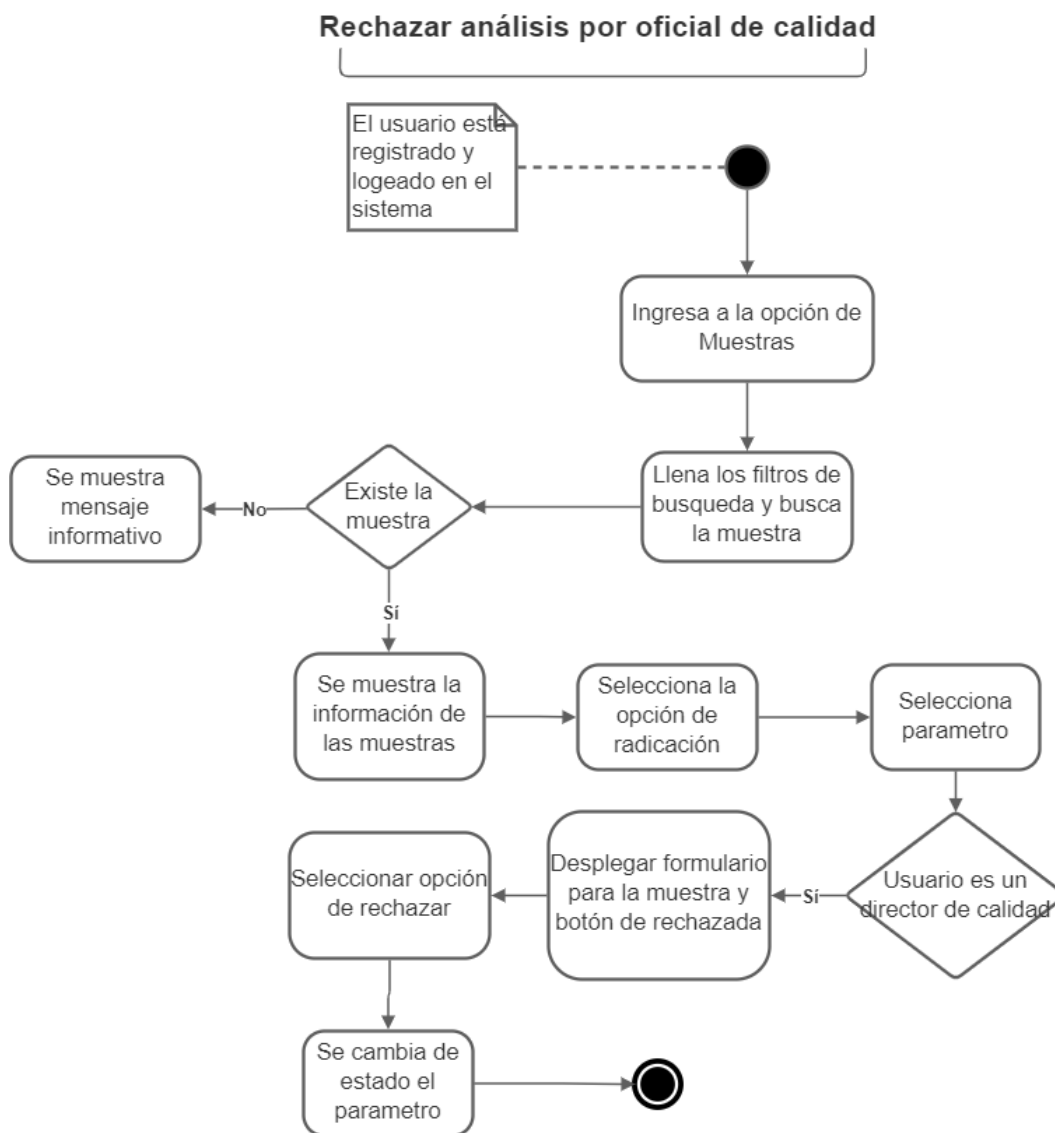 Rechazar análisis por oficial de calidad
El usuario está
registrado y
logeado en el
sistema
Ingresa a la opción de
Muestras
Llena los filtros de
busqueda y busca
la muestra
Existe la
muestra
No
Se muestra
mensaje
informativo
Sí
Se muestra la
información de
las muestras
Selecciona la
opción de
radicación
Selecciona
parametro
Usuario es un
director de calidad
Sí
Desplegar formulario
para la muestra y
botón de rechazada
Seleccionar opción
de rechazar
Se cambia de
estado el
parametro